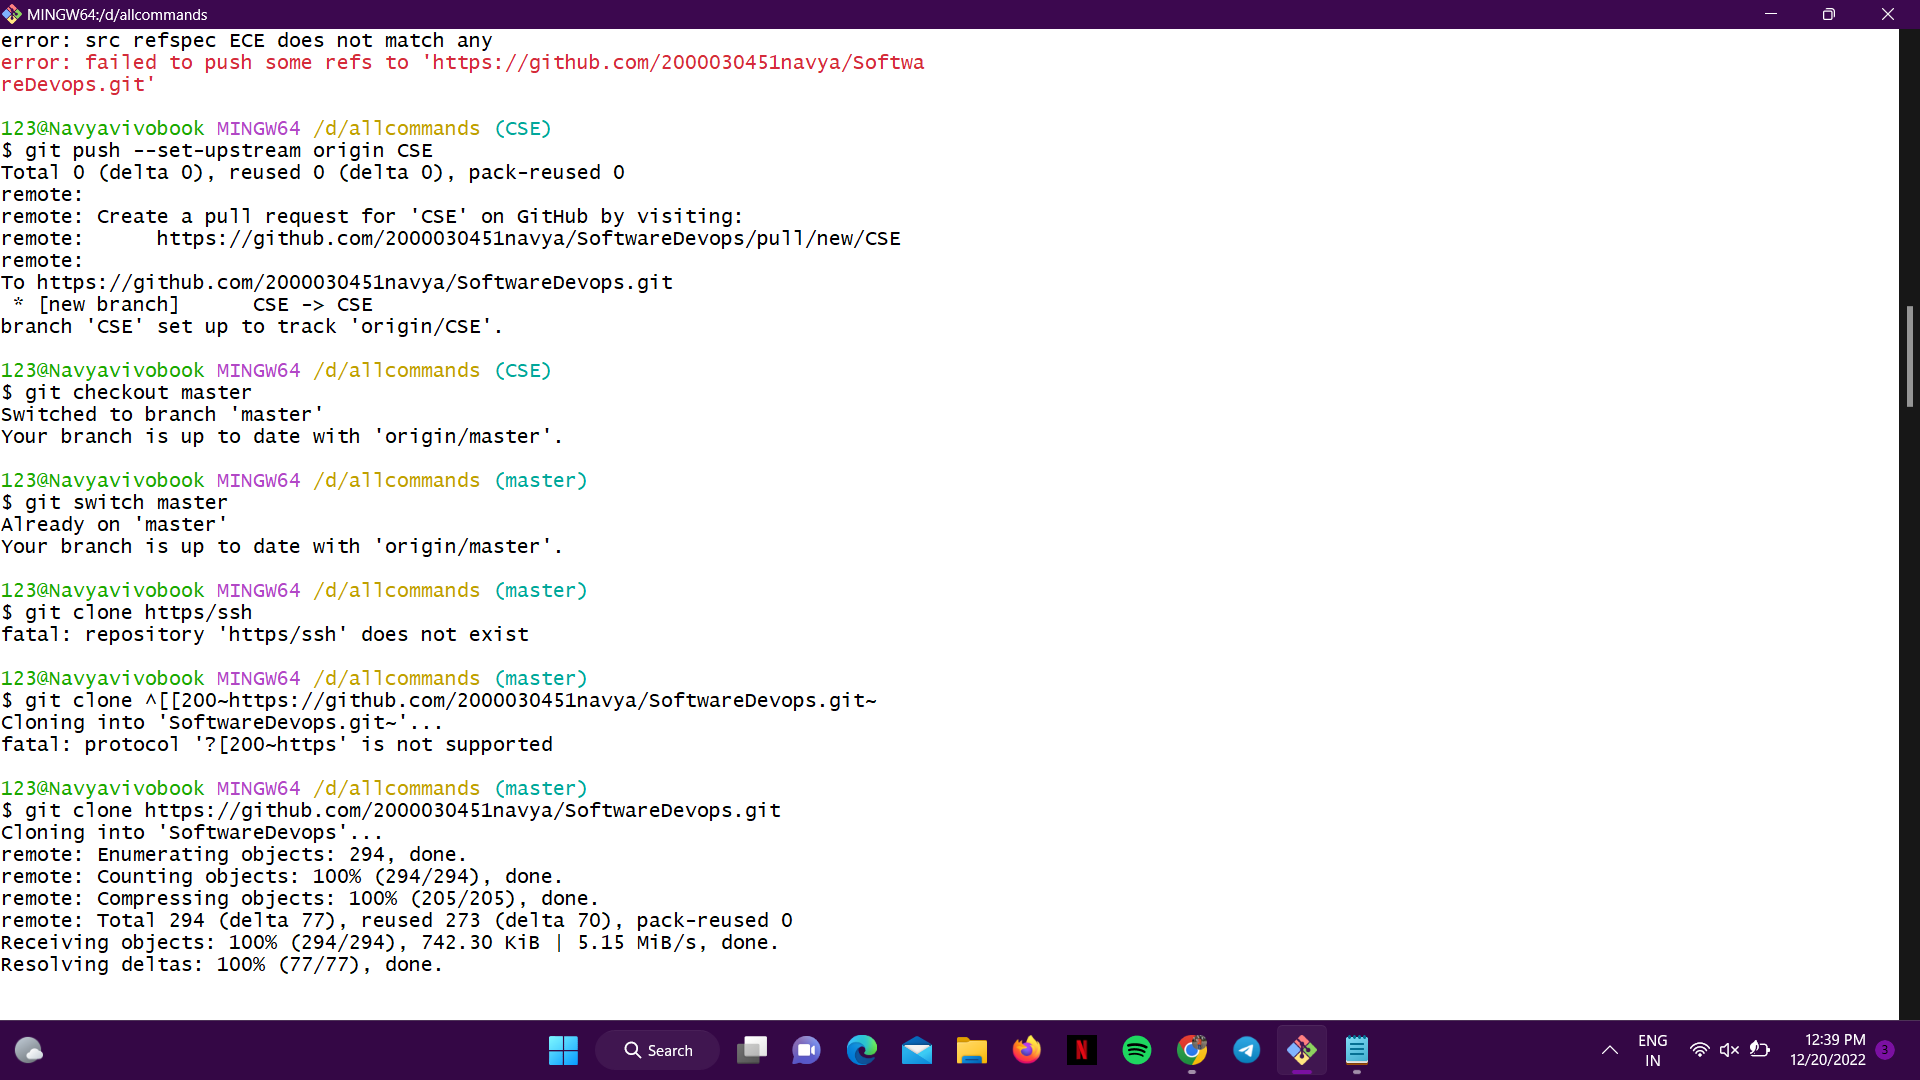 MINGW64:/d/allcommands
error: src refspec ECE does not match any
error: failed to push some refs to 'https://github.com/2000030451navya/Softwa
reDevops.git'
123@Navyavivobook MINGW64 /d/allcommands (CSE)
$ git push --set-upstream origin CSE
Total 0 (delta 0), reused 0 (delta 0), pack-reused 0
remote:
remote: Create a pull request for 'CSE' on GitHub by visiting:
remote:      https://github.com/2000030451navya/SoftwareDevops/pull/new/CSE
remote:
To https://github.com/2000030451navya/SoftwareDevops.git
 * [new branch]      CSE -> CSE
branch 'CSE' set up to track 'origin/CSE'.
123@Navyavivobook MINGW64 /d/allcommands (CSE)
$ git checkout master
Switched to branch 'master'
Your branch is up to date with 'origin/master'.
123@Navyavivobook MINGW64 /d/allcommands (master)
$ git switch master
Already on 'master'
Your branch is up to date with 'origin/master'.
123@Navyavivobook MINGW64 /d/allcommands (master)
$ git clone https/ssh
fatal: repository 'https/ssh' does not exist
123@Navyavivobook MINGW64 /d/allcommands (master)
$ git clone ^[[200~https://github.com/2000030451navya/SoftwareDevops.git~
Cloning into 'SoftwareDevops.git~'...
fatal: protocol '?[200~https' is not supported
123@Navyavivobook MINGW64 /d/allcommands (master)
$ git clone https://github.com/2000030451navya/SoftwareDevops.git
Cloning into 'SoftwareDevops'...
remote: Enumerating objects: 294, done.
remote: Counting objects: 100% (294/294), done.
remote: Compressing objects: 100% (205/205), done.
remote: Total 294 (delta 77), reused 273 (delta 70), pack-reused 0
Receiving objects: 100% (294/294), 742.30 KiB | 5.15 MiB/s, done.
Resolving deltas: 100% (77/77), done.
Search
N
ENG
IN
12:39 PM
12/20/2022
3